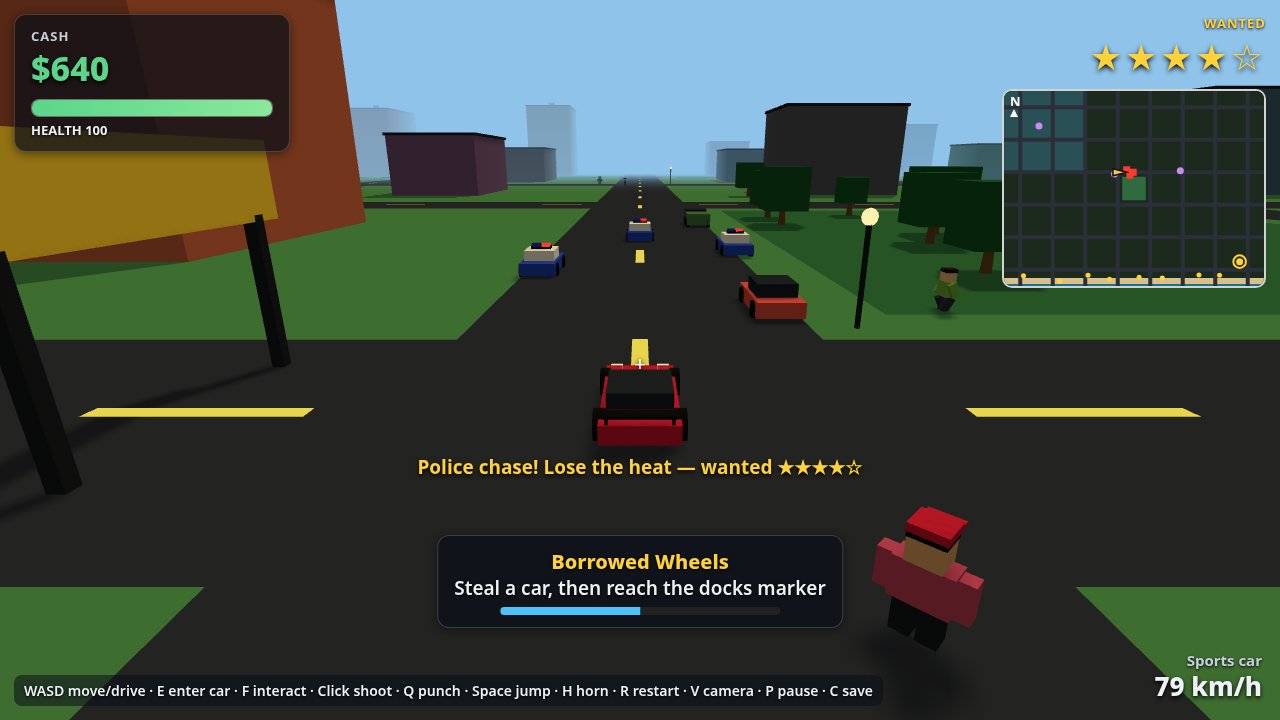 CASH
$640
HEALTH 100
WANTED
★★★★☆
N
Police chase! Lose the heat — wanted ★★★★☆
Borrowed Wheels
Steal a car, then reach the docks marker
Sports car
79 km/h
WASD move/drive · E enter car · F interact · Click shoot · Q punch · Space jump · H horn · R restart · V camera · P pause · C save